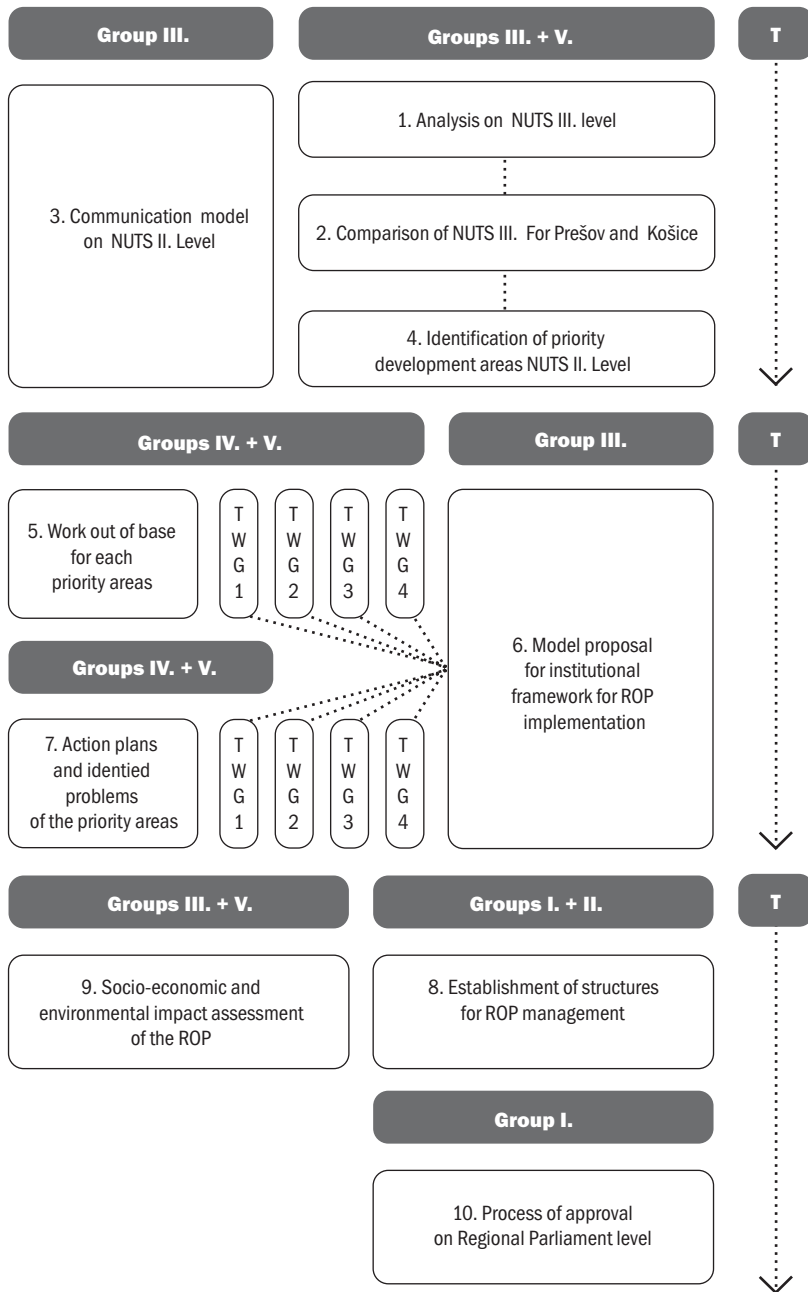 Group III.
Groups III. + V.
T
1. Analysis on NUTS III. level
3. Communication model
on NUTS II. Level
2. Comparison of NUTS III. For Prešov and Košice
4. Identification of priority
development areas NUTS II. Level
Groups IV. + V.
Group III.
T
5. Work out of base
for each
priority areas
T
W
G
1
T
W
G
2
T
W
G
3
T
W
G
4
6. Model proposal
for institutional
framework for ROP
implementation
Groups IV. + V.
7. Action plans
and identied
problems
of the priority areas
T
W
G
1
T
W
G
2
T
W
G
3
T
W
G
4
Groups III. + V.
Groups I. + II.
T
9. Socio-economic and
environmental impact assessment
of the ROP
8. Establishment of structures
for ROP management
Group I.
10. Process of approval
on Regional Parliament level